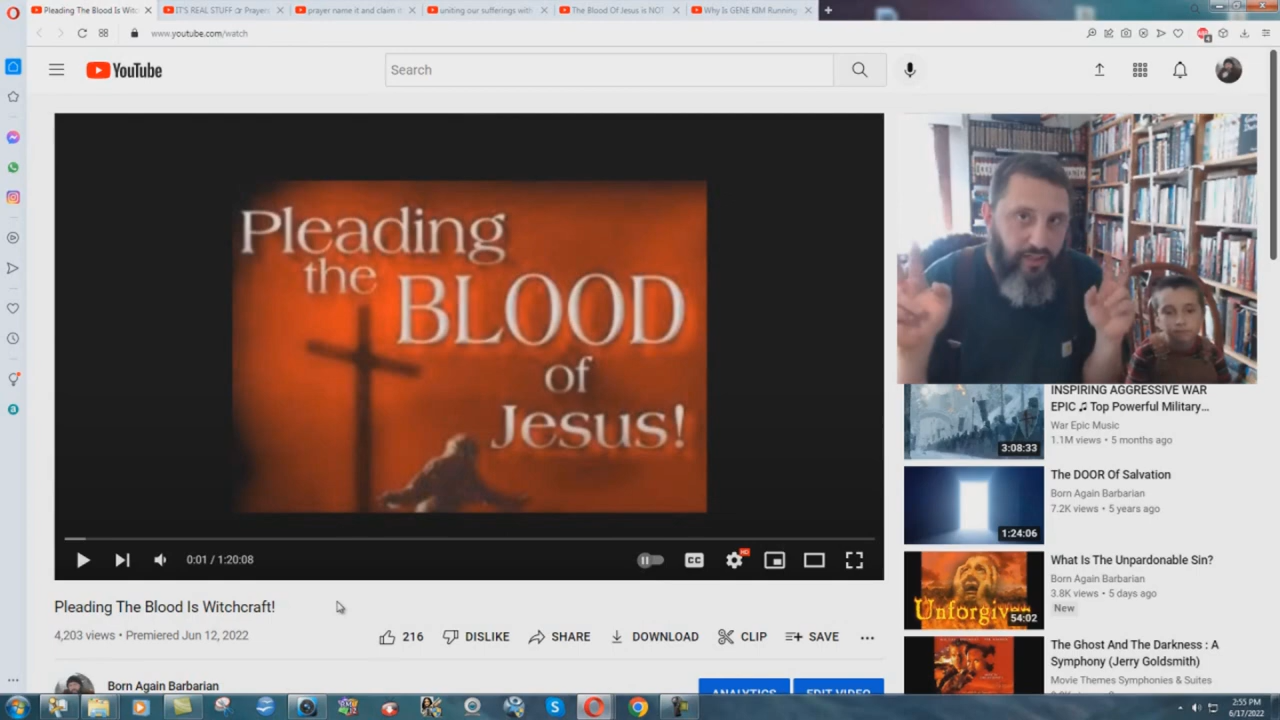 Pleading The Blood Is Witc
IT'S REAL STUFF
Prayers
prayer name it and claim it
uniting our sufferings with
The Blood Of Jesus is NOT
Why Is GENE KIM Running
www.youtube.com/watch
4
YouTube
Search
Pleading
the BLOOD
of
Jesus!
INSPIRING AGGRESSIVE WAR
EPIC ♫ Top Powerful Military...
War Epic Music
1.1M views • 5 months ago
3:08:33
The DOOR Of Salvation
Born Again Barbarian
7.2K views • 5 years ago
1:24:06
What Is The Unpardonable Sin?
Born Again Barbarian
3.8K views • 5 days ago
New
Unforgiv
54:02
The Ghost And The Darkness : A
Symphony (Jerry Goldsmith)
Movie Themes Symphonies & Suites
0:01 / 1:20:08
CC
HD
Pleading The Blood Is Witchcraft!
4,203 views • Premiered Jun 12, 2022
216
DISLIKE
SHARE
DOWNLOAD
CLIP
SAVE
Born Again Barbarian
ANALYTICS
EDIT VIDEO
2:55 PM
6/17/2022